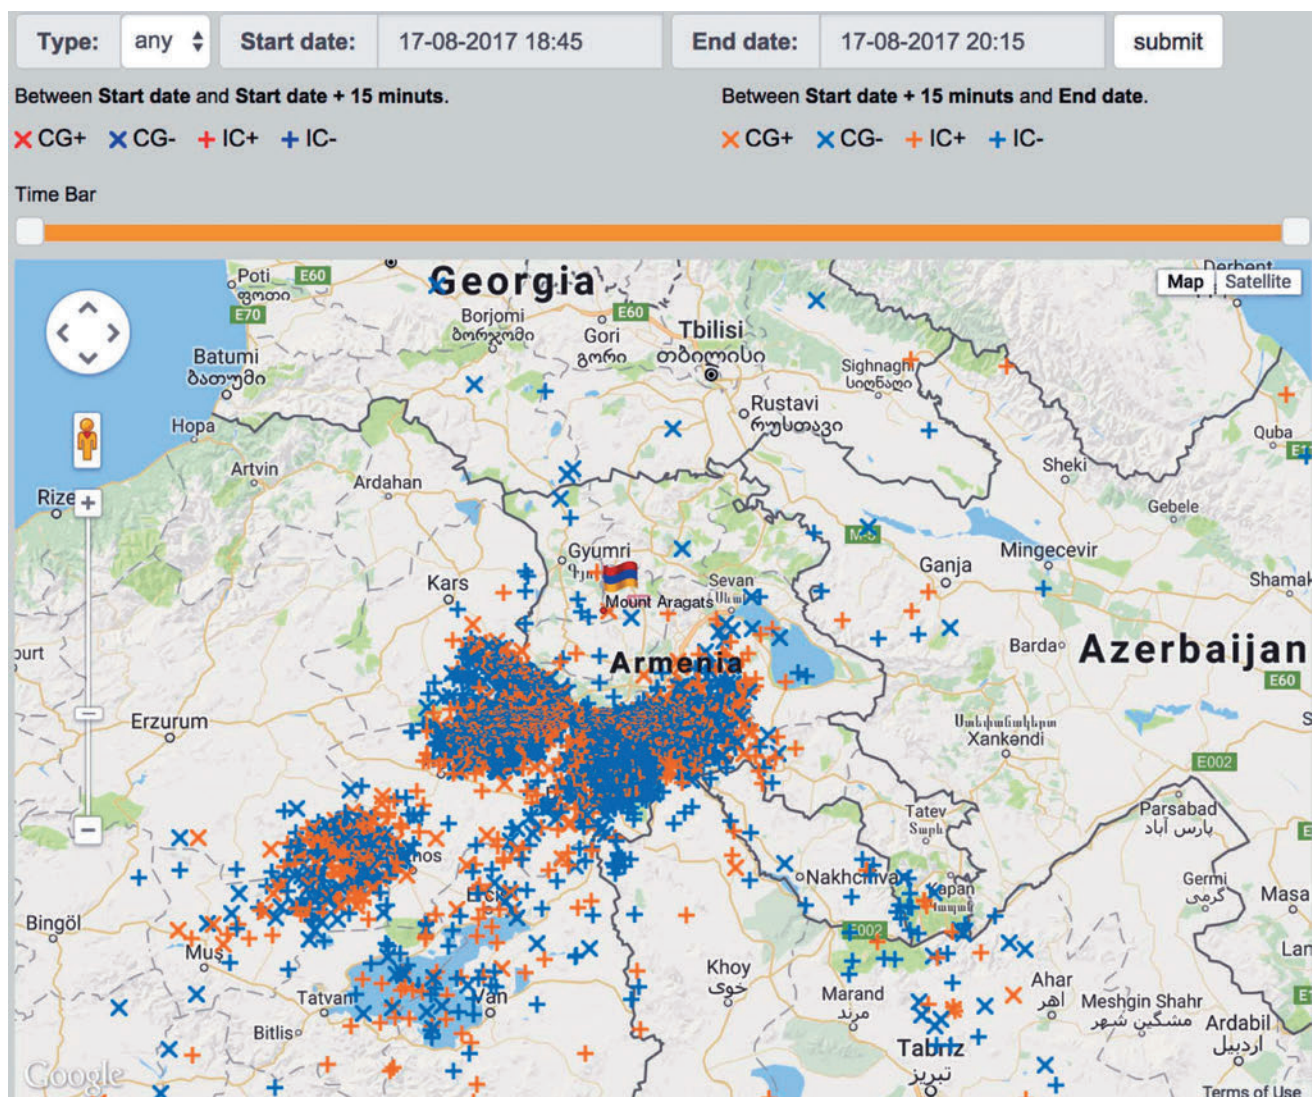 Type: any Start date: 17-08-2017 18:45 End date: 17-08-2017 20:15 submit
Between Start date and Start date + 15 minuts.
Between Start date + 15 minuts and End date.
CG+ CG- IC+ IC-
CG+ CG- IC+ IC-
Time Bar
Map Satellite
Georgia
Poti
ფოთი
E60
E70
Borjomi
ბორჯომი
E60
Gori
გორი
Tbilisi
თბილისი
Batumi
ბათუმი
Sighnaghi
სიღნაღი
Rustavi
რუსთავი
Hopa
Artvin
Ardahan
Rize
Quba
Sheki
Gebele
Gyumri
Kars
Mount Aragats
Sevan
Ganja
Mingecevir
Barda
Armenia
Azerbaijan
E60
Erzurum
Xankəndi
E002
Tatev
Տաթև
Parsabad
پارس آباد
Nakhchiva
Kapan
Germi
گرمی
Bingöl
Muş
Khoy
خوی
Marand
مرند
Ahar
اهر
Meshgin Shahr
مشگین شهر
Ardabil
اردبیل
Tatvan
Van
Bitlis
Tabriz
تبریز
Google
Terms of Use